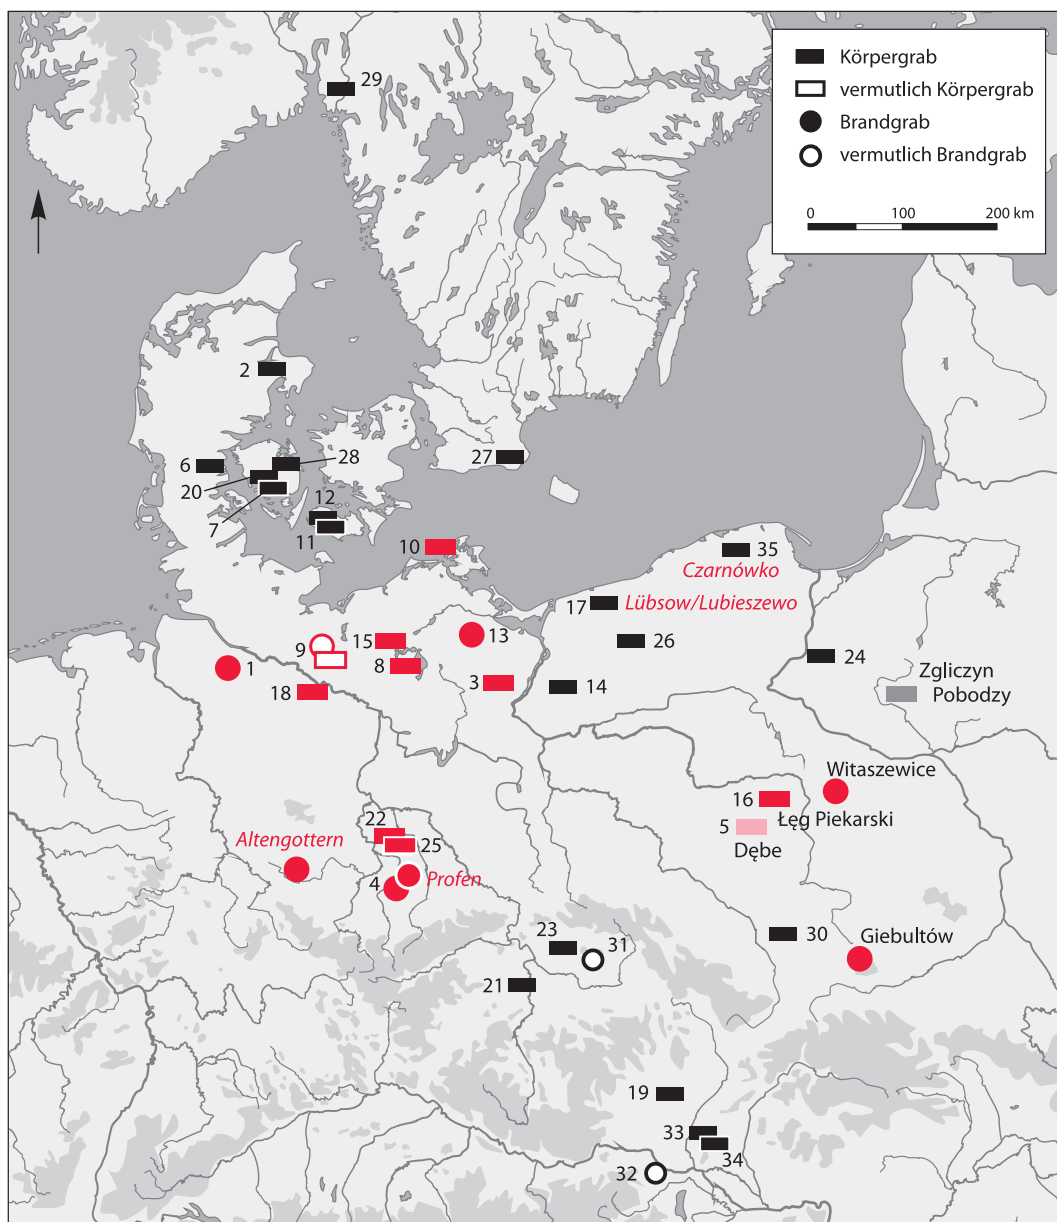 Körpergrab
vermutlich Körpergrab
Brandgrab
vermutlich Brandgrab
0 100 200 km
29
2
6
28
20
7
12
11
27
10
35
Czarnówko
17
Lübsow/Lubieszewo
15
13
26
9
8
24
1
3
14
Zgliczyn
Pobodzy
18
Witaszewice
16
Łęg Piekarski
5
Dębe
22
25
Altengottern
4
Profen
23
31
30
Giebułtów
21
19
33
34
32